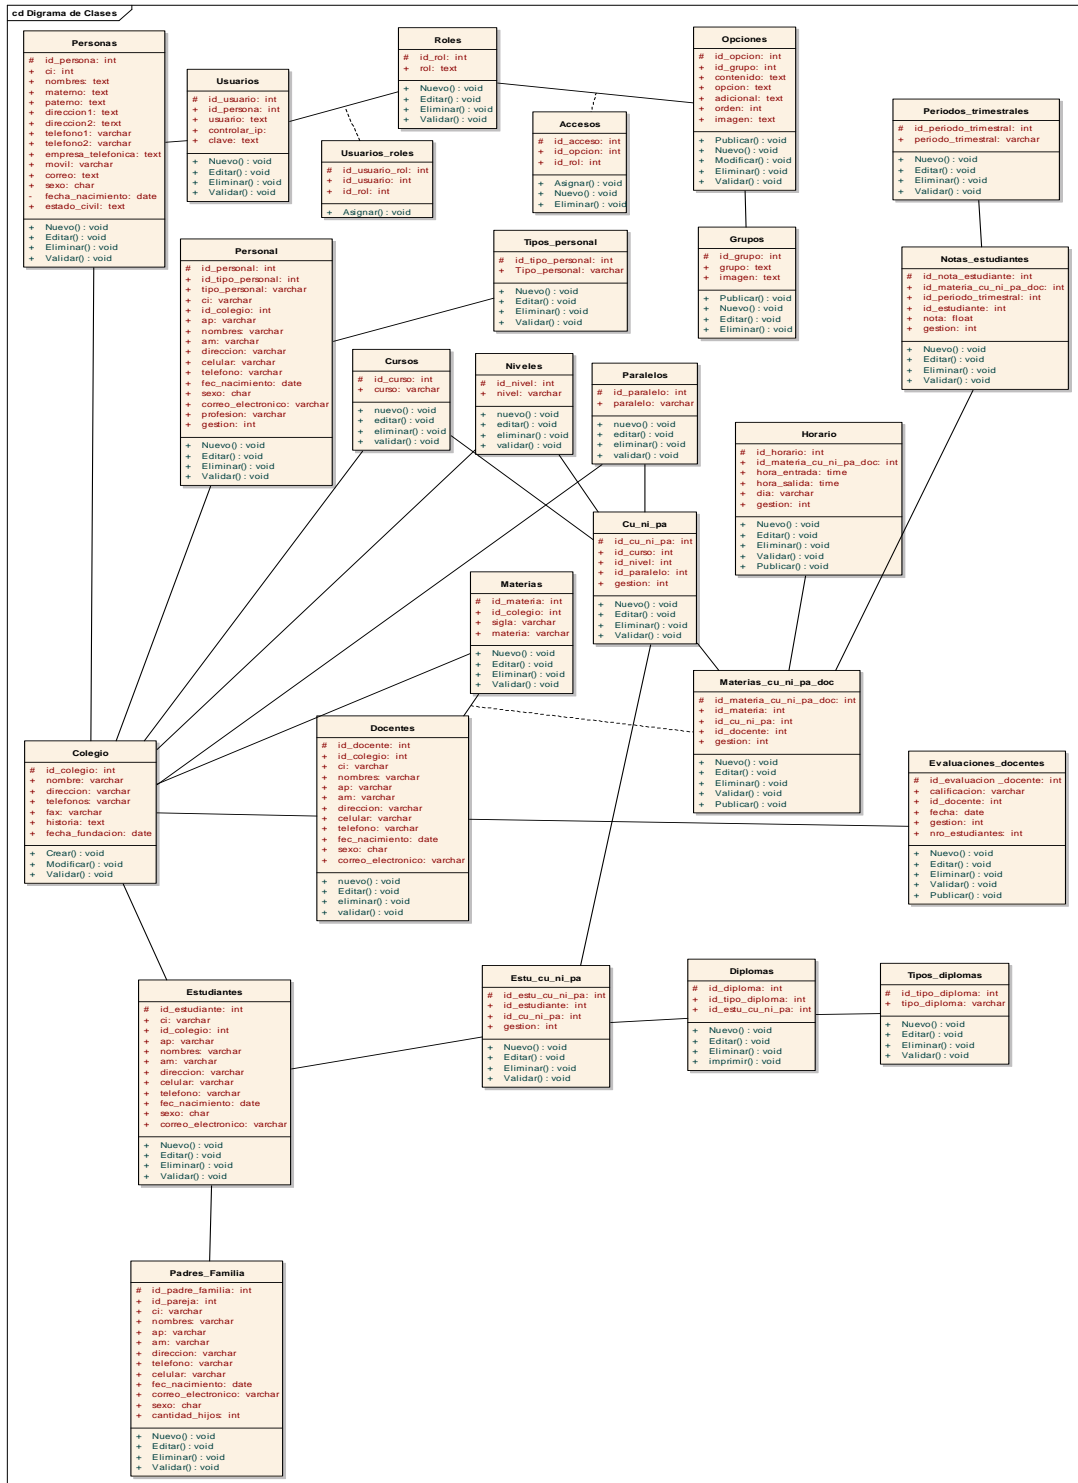 cd Digrama de Clases
Personas
# id_persona: int
+ ci: int
+ nombres: text
+ materno: text
+ paterno: text
+ direccion1: text
+ direccion2: terxt
+ telefono1: varchar
+ telefono2: varchar
+ empresa_telefonica: text
+ movil: varchar
+ correo: text
+ sexo: char
- fecha_nacimiento: date
+ estado_civil: text
+ Nuevo() : void
+ Editar() : void
+ Eliminar() : void
+ Validar() : void
Usuarios
# id_usuario: int
+ id_persona: int
+ usuario: text
+ controlar_ip:
+ clave: text
+ Nuevo() : void
+ Editar() : void
+ Eliminar() : void
+ Validar() : void
Roles
# id_rol: int
+ rol: text
+ Nuevo() : void
+ Editar() : void
+ Eliminar() : void
+ Validar() : void
Usuarios_roles
# id_usuario_rol: int
+ id_usuario: int
+ id_rol: int
+ Asignar() : void
Accesos
# id_acceso: int
+ id_opcion: int
+ id_rol: int
+ Asignar() : void
+ Nuevo() : void
+ Eliminar() : void
Opciones
# id_opcion: int
+ id_grupo: int
+ contenido: text
+ opcion: text
+ adicional: text
+ orden: int
+ imagen: text
+ Publicar() : void
+ Nuevo() : void
+ Modificar() : void
+ Eliminar() : void
+ Validar() : void
Periodos_trimestrales
# id_periodo_trimestral: int
+ periodo_trimestral: varchar
+ Nuevo() : void
+ Editar() : void
+ Eliminar() : void
+ Validar() : void
Personal
# id_personal: int
+ id_tipo_personal: int
+ tipo_personal: varchar
+ ci: varchar
+ id_colegio: int
+ ap: varchar
+ nombres: varchar
+ am: varchar
+ direccion: varchar
+ celular: varchar
+ telefono: varchar
+ fec_nacimiento: date
+ sexo: char
+ correo_electronico: varchar
+ profesion: varchar
+ gestion: int
+ Nuevo() : void
+ Editar() : void
+ Eliminar() : void
+ Validar() : void
Tipos_personal
# id_tipo_personal: int
+ Tipo_personal: varchar
+ Nuevo() : void
+ Editar() : void
+ Eliminar() : void
+ Validar() : void
Grupos
# id_grupo: int
+ grupo: text
+ imagen: text
+ Publicar() : void
+ Nuevo() : void
+ Editar() : void
+ Eliminar() : void
Notas_estudiantes
# id_nota_estudiante: int
+ id_materia_cu_ni_pa_doc: int
+ id_periodo_trimestral: int
+ id_estudiante: int
+ nota: float
+ gestion: int
+ Nuevo() : void
+ Editar() : void
+ Eliminar() : void
+ Validar() : void
Cursos
# id_curso: int
+ curso: varchar
+ nuevo() : void
+ editar() : void
+ eliminar() : void
+ validar() : void
Niveles
# id_nivel: int
+ nivel: varchar
+ nuevo() : void
+ editar() : void
+ eliminar() : void
+ validar() : void
Paralelos
# id_paralelo: int
+ paralelo: varchar
+ nuevo() : void
+ editar() : void
+ eliminar() : void
+ validar() : void
Horario
# id_horario: int
+ id_materia_cu_ni_pa_doc: int
+ hora_entrada: time
+ hora_salida: time
+ dia: varchar
+ gestion: int
+ Nuevo() : void
+ Editar() : void
+ Eliminar() : void
+ Validar() : void
+ Publicar() : void
Cu_ni_pa
# id_cu_ni_pa: int
+ id_curso: int
+ id_nivel: int
+ id_paralelo: int
+ gestion: int
+ Nuevo() : void
+ Editar() : void
+ Eliminar() : void
+ Validar() : void
Materias
# id_materia: int
+ id_colegio: int
+ sigla: varchar
+ materia: varchar
+ Nuevo() : void
+ Editar() : void
+ Eliminar() : void
+ Validar() : void
Materias_cu_ni_pa_doc
# id_materia_cu_ni_pa_doc: int
+ id_materia: int
+ id_cu_ni_pa: int
+ id_docente: int
+ gestion: int
+ Nuevo() : void
+ Editar() : void
+ Eliminar() : void
+ Validar() : void
+ Publicar() : void
Colegio
# id_colegio: int
+ nombre: varchar
+ direccion: varchar
+ telefonos: varchar
+ fax: varchar
+ historia: text
+ fecha_fundacion: date
+ Crear() : void
+ Modificar() : void
+ Validar() : void
Docentes
# id_docente: int
+ id_colegio: int
+ ci: varchar
+ nombres: varchar
+ ap: varchar
+ am: varchar
+ direccion: varchar
+ celular: varchar
+ telefono: varchar
+ fec_nacimiento: date
+ sexo: char
+ correo_electronico: varchar
+ nuevo() : void
+ Editar() : void
+ eliminar() : void
+ validar() : void
Evaluaciones_docentes
# id_evaluacion _docente: int
+ calificacion: varchar
+ id_docente: int
+ fecha: date
+ gestion: int
+ nro_estudiantes: int
+ Nuevo() : void
+ Editar() : void
+ Eliminar() : void
+ Validar() : void
+ Publicar() : void
Estudiantes
# id_estudiante: int
+ ci: varchar
+ id_colegio: int
+ ap: varchar
+ nombres: varchar
+ am: varchar
+ direccion: varchar
+ celular: varchar
+ telefono: varchar
+ fec_nacimiento: date
+ sexo: char
+ correo_electronico: varchar
+ Nuevo() : void
+ Editar() : void
+ Eliminar() : void
+ Validar() : void
Estu_cu_ni_pa
# id_estu_cu_ni_pa: int
+ id_estudiante: int
+ id_cu_ni_pa: int
+ gestion: int
+ Nuevo() : void
+ Editar() : void
+ Eliminar() : void
+ Validar() : void
Diplomas
# id_diploma: int
+ id_tipo_diploma: int
+ id_estu_cu_ni_pa: int
+ Nuevo() : void
+ Editar() : void
+ Eliminar() : void
+ imprimir() : void
Tipos_diplomas
# id_tipo_diploma: int
+ tipo_diploma: varchar
+ Nuevo() : void
+ Editar() : void
+ Eliminar() : void
+ Validar() : void
Padres_Familia
# id_padre_familia: int
+ id_pareja: int
+ ci: varchar
+ nombres: varchar
+ ap: varchar
+ am: varchar
+ direccion: varchar
+ telefono: varchar
+ celular: varchar
+ fec_nacimiento: date
+ correo_electronico: varchar
+ sexo: char
+ cantidad_hijos: int
+ Nuevo() : void
+ Editar() : void
+ Eliminar() : void
+ Validar() : void